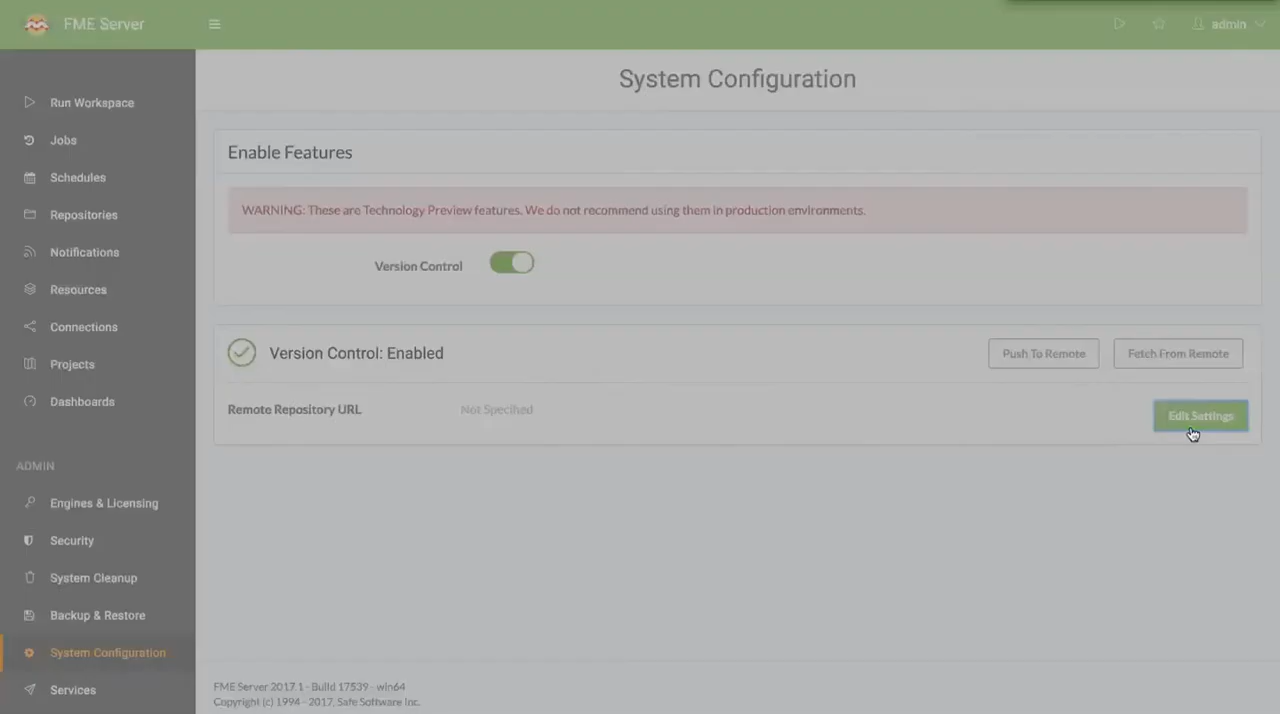 FME Server
admin
Run Workspace
Jobs
Schedules
Repositories
Notifications
Resources
Connections
Projects
Dashboards
ADMIN
Engines & Licensing
Security
System Cleanup
Backup & Restore
System Configuration
Services
System Configuration
Enable Features
WARNING: These are Technology Preview features. We do not recommend using them in production environments.
Version Control
Version Control: Enabled
Push To Remote
Fetch From Remote
Remote Repository URL
Not Specified
Edit Settings
FME Server 2017.1 - Build 17539 - win64
Copyright (c) 1994 - 2017, Safe Software Inc.